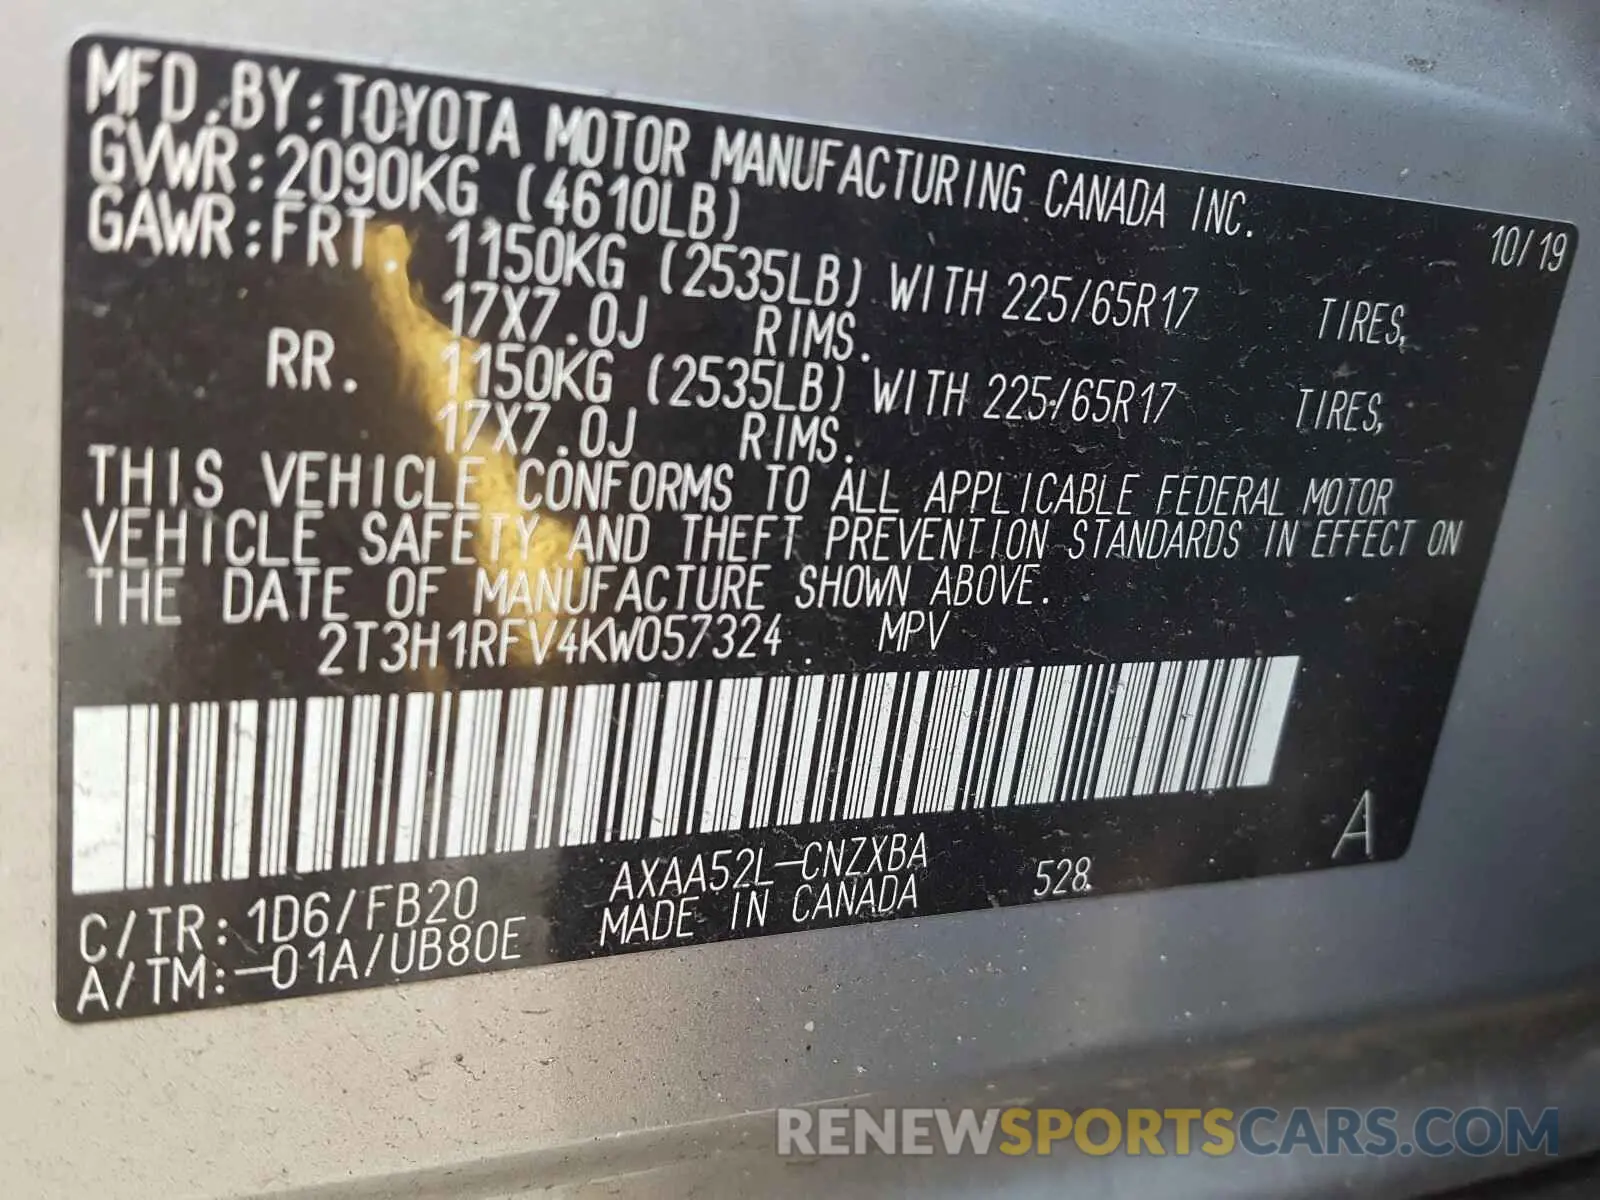 MFD. BY: TOYOTA MOTOR MANUFACTURING CANADA INC.
10/19
GVWR: 2090KG (4610LB)
GAWR: FRT. 1150KG (2535LB) WITH 225/65R17 TIRES,
17X7.0J RIMS.
RR. 1150KG (2535LB) WITH 225/65R17 TIRES,
17X7.0J RIMS.
THIS VEHICLE CONFORMS TO ALL APPLICABLE FEDERAL MOTOR
VEHICLE SAFETY AND THEFT PREVENTION STANDARDS IN EFFECT ON
THE DATE OF MANUFACTURE SHOWN ABOVE.
2T3H1RFV4KW057324 MPV
C/TR: 1D6/FB20 AXAA52L-CNZXBA 528 A
A/TM: -01A/UB80E MADE IN CANADA
RENEWSPORTSCARS.COM